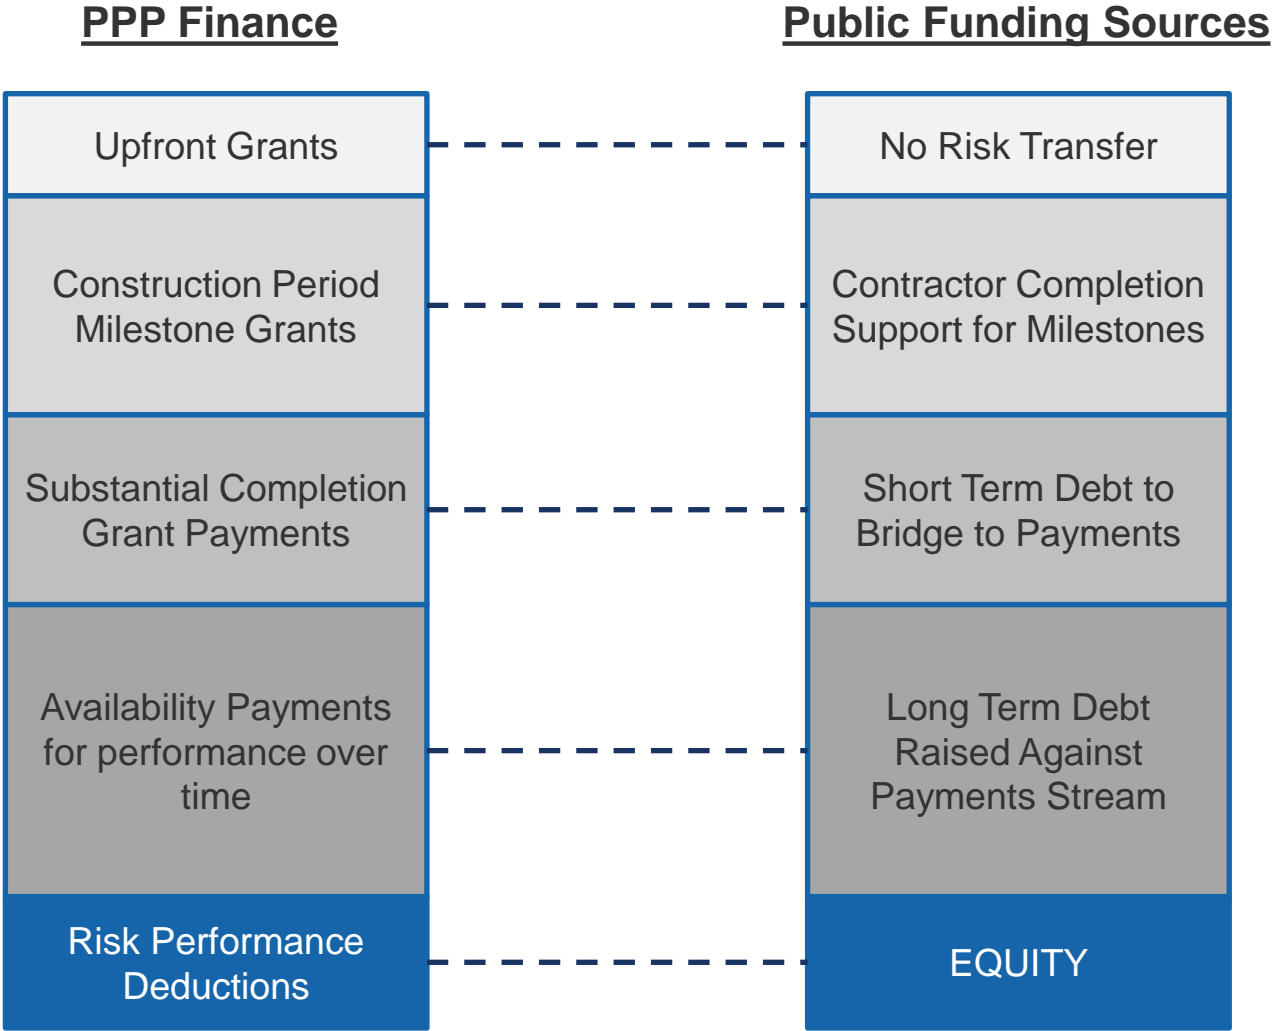 PPP Finance
Public Funding Sources
Upfront Grants
No Risk Transfer
Construction Period
Milestone Grants
Contractor Completion
Support for Milestones
Substantial Completion
Grant Payments
Short Term Debt to
Bridge to Payments
Availability Payments
for performance over
time
Long Term Debt
Raised Against
Payments Stream
Risk Performance
Deductions
EQUITY